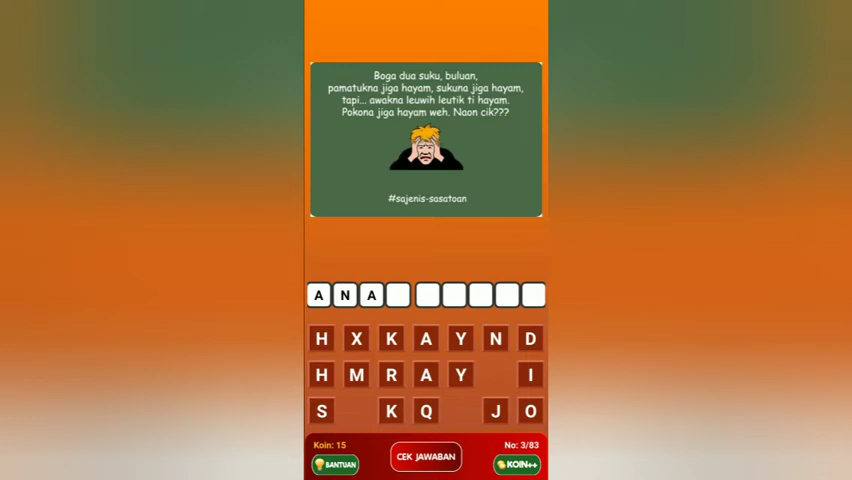 Boga dua suku, buluan,
pamatukna jiga hayam, sukuna jiga hayam,
tapi... awakna leuwih leutik ti hayam.
Pokona jiga hayam weh. Naon cik???
#sajenis-sasatoan
A N A
H X K A Y N D
H M R A Y I
S K Q J O
Koin: 15
No: 3/83
BANTUAN
CEK JAWABAN
KOIN++